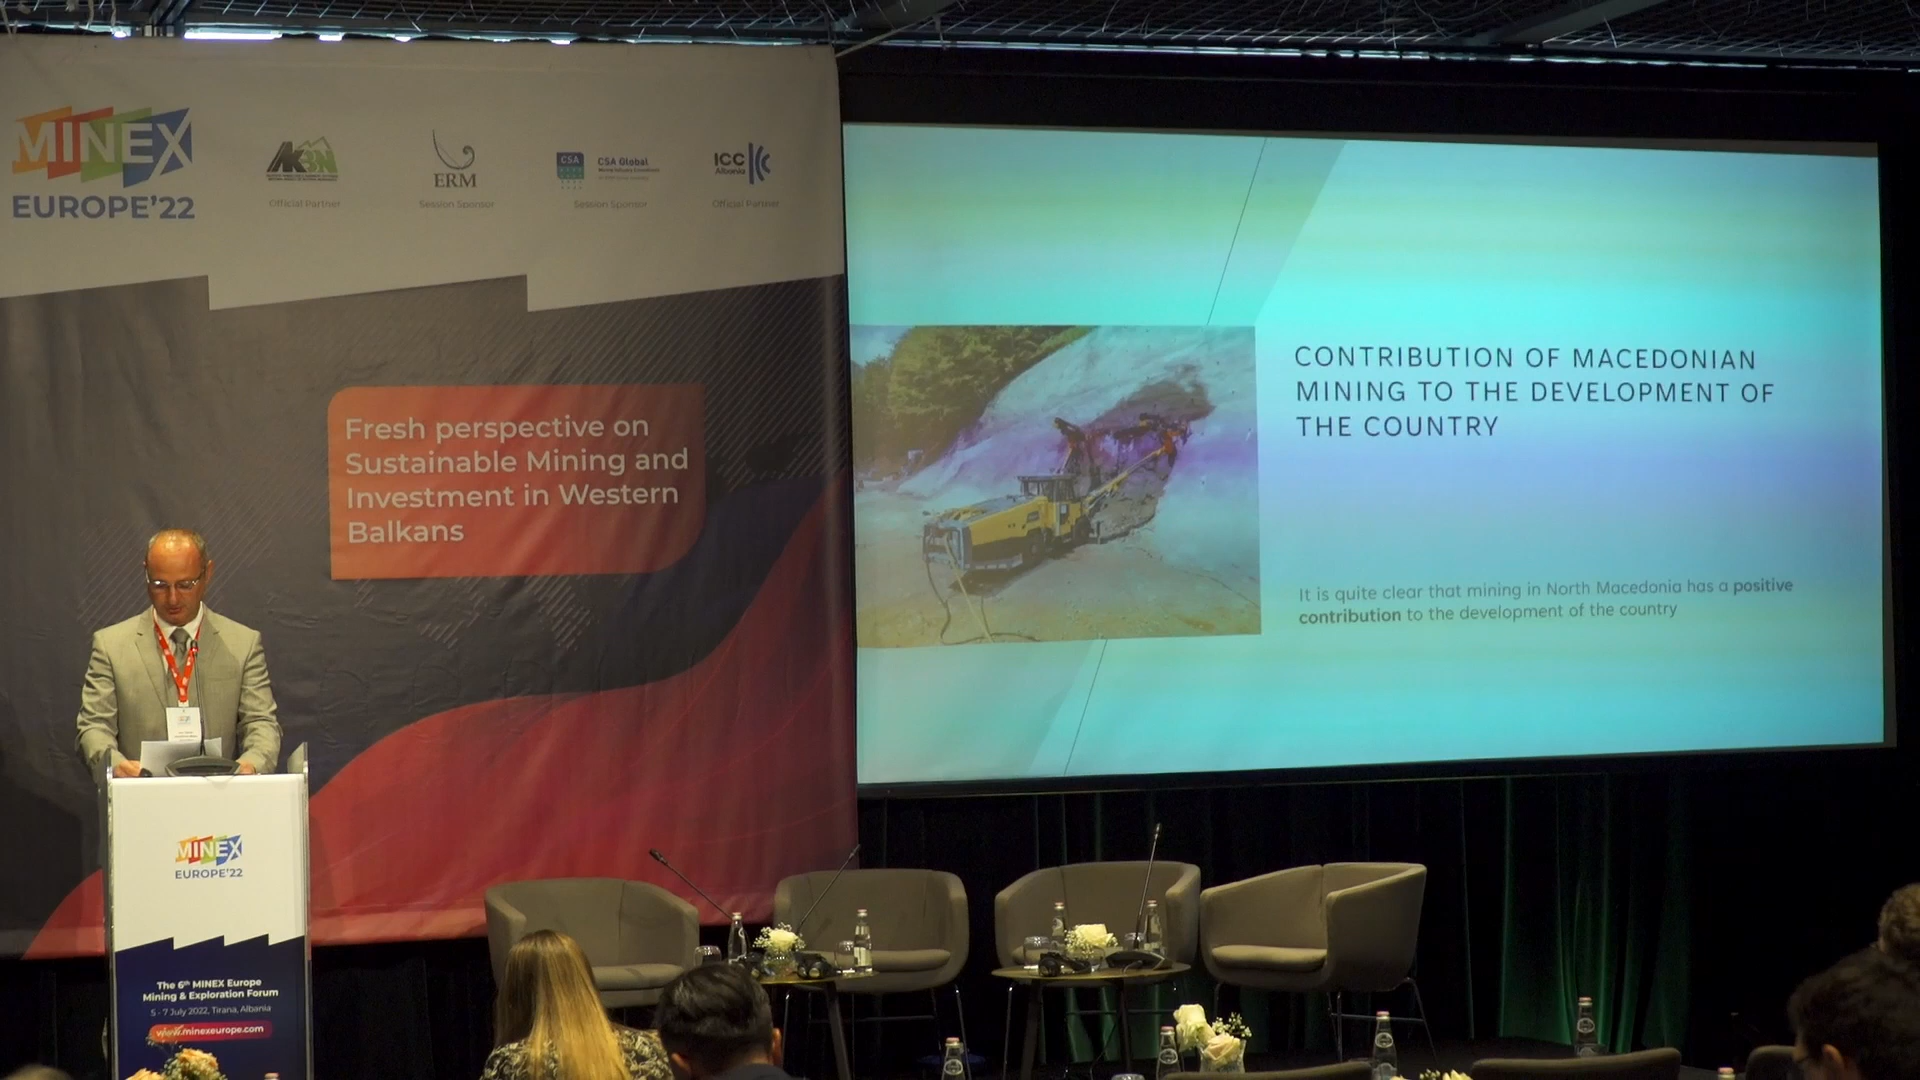 MINEX
EUROPE'22
AKBN
Official Partner
ERM
Session Sponsor
CSA
CSA Global
Session Sponsor
ICC
Albania
Official Partner
Fresh perspective on
Sustainable Mining and
Investment in Western
Balkans
CONTRIBUTION OF MACEDONIAN
MINING TO THE DEVELOPMENT OF
THE COUNTRY
It is quite clear that mining in North Macedonia has a positive
contribution to the development of the country
MINEX
EUROPE'22
The 6th MINEX Europe
Mining & Exploration Forum
5 - 7 July 2022, Tirana, Albania
www.minexeurope.com